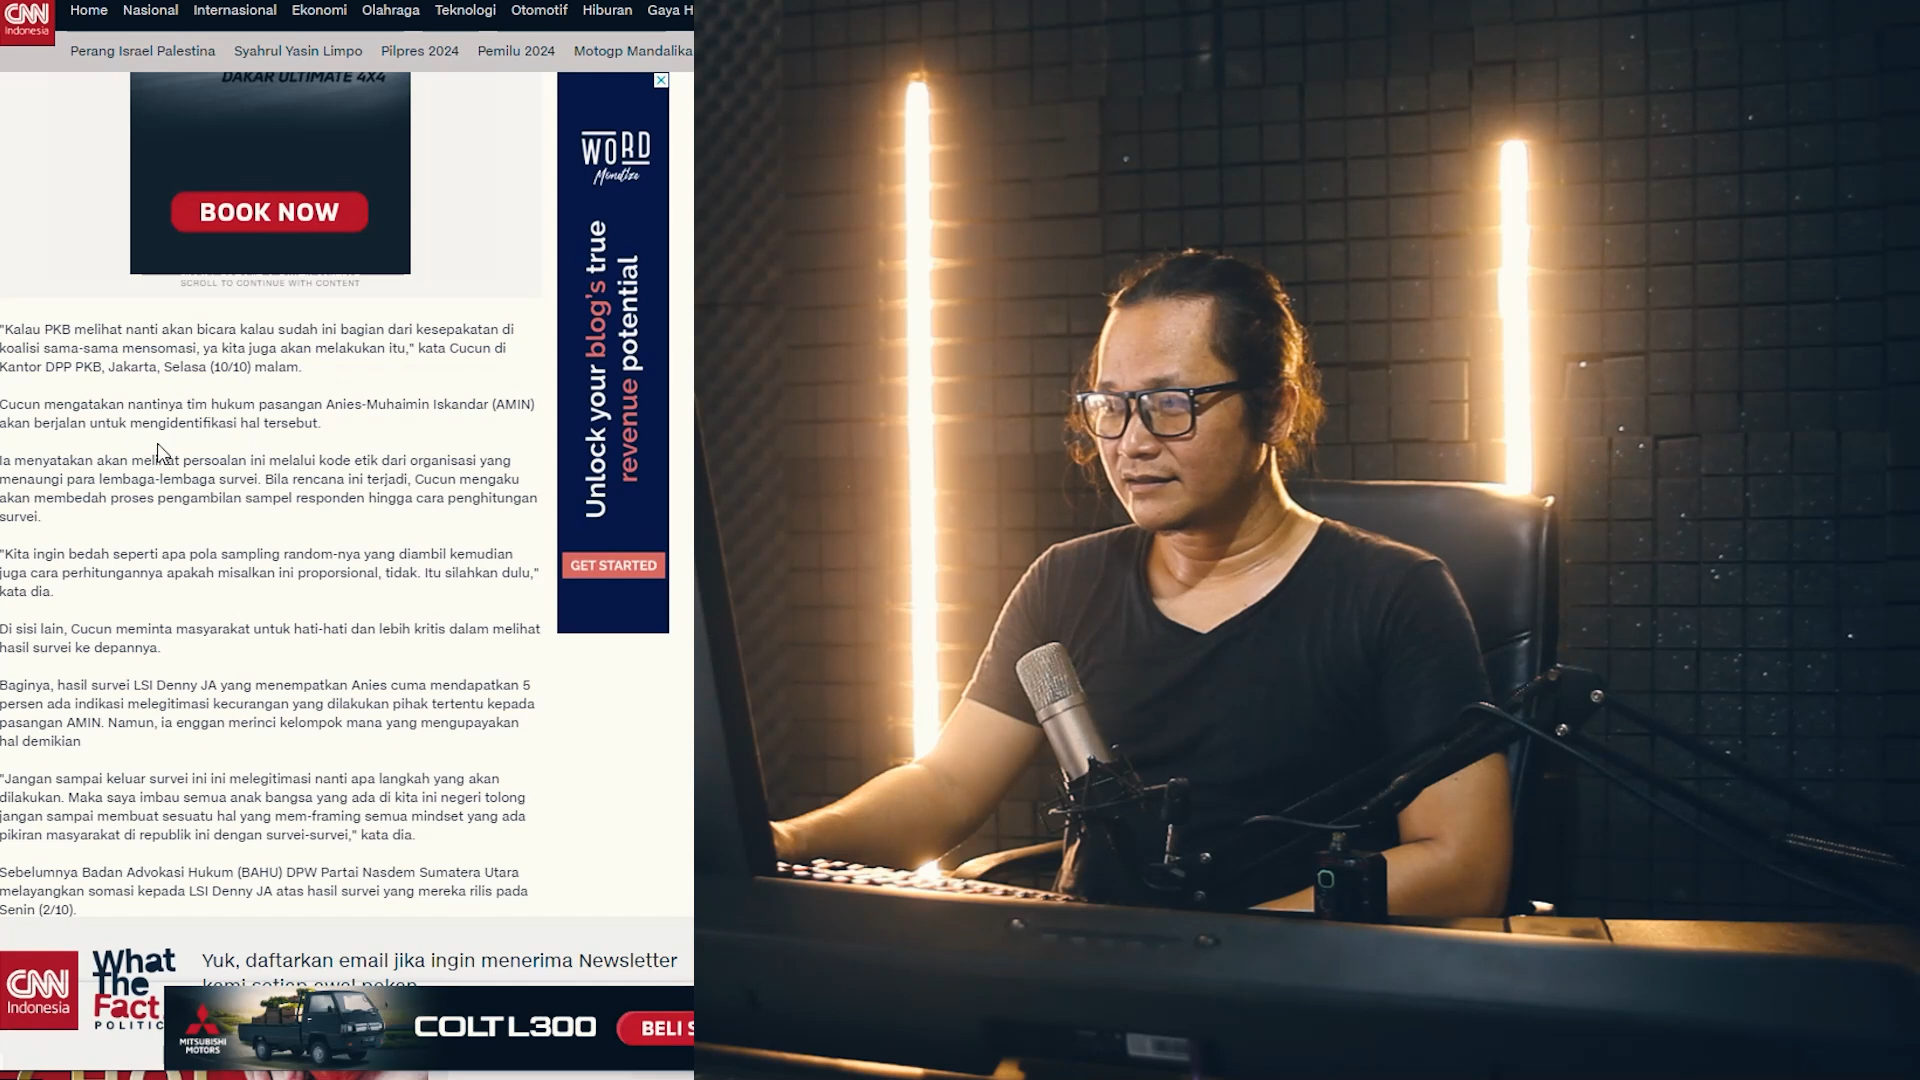 CNN
Indonesia
Home Nasional Internasional Ekonomi Olahraga Teknologi Otomotif Hiburan Gaya H
Perang Israel Palestina Syahrul Yasin Limpo Pilpres 2024 Pemilu 2024 Motogp Mandalika
DAKAR ULTIMATE 4X4
BOOK NOW
SCROLL TO CONTINUE WITH CONTENT
WORD
Monetize
Unlock your blog's true
revenue potential
GET STARTED
"Kalau PKB melihat nanti akan bicara kalau sudah ini bagian dari kesepakatan di
koalisi sama-sama mensomasi, ya kita juga akan melakukan itu," kata Cucun di
Kantor DPP PKB, Jakarta, Selasa (10/10) malam.
Cucun mengatakan nantinya tim hukum pasangan Anies-Muhaimin Iskandar (AMIN)
akan berjalan untuk mengidentifikasi hal tersebut.
Ia menyatakan akan melihat persoalan ini melalui kode etik dari organisasi yang
menaungi para lembaga-lembaga survei. Bila rencana ini terjadi, Cucun mengaku
akan membedah proses pengambilan sampel responden hingga cara penghitungan
survei.
"Kita ingin bedah seperti apa pola sampling random-nya yang diambil kemudian
juga cara perhitungannya apakah misalkan ini proporsional, tidak. Itu silahkan dulu,"
kata dia.
Di sisi lain, Cucun meminta masyarakat untuk hati-hati dan lebih kritis dalam melihat
hasil survei ke depannya.
Baginya, hasil survei LSI Denny JA yang menempatkan Anies cuma mendapatkan 5
persen ada indikasi melegitimasi kecurangan yang dilakukan pihak tertentu kepada
pasangan AMIN. Namun, ia enggan merinci kelompok mana yang mengupayakan
hal demikian
"Jangan sampai keluar survei ini ini melegitimasi nanti apa langkah yang akan
dilakukan. Maka saya imbau semua anak bangsa yang ada di kita ini negeri tolong
jangan sampai membuat sesuatu hal yang mem-framing semua mindset yang ada
pikiran masyarakat di republik ini dengan survei-survei," kata dia.
Sebelumnya Badan Advokasi Hukum (BAHU) DPW Partai Nasdem Sumatera Utara
melayangkan somasi kepada LSI Denny JA atas hasil survei yang mereka rilis pada
Senin (2/10).
CNN
Indonesia
What
The
Fact
POLITIC
Yuk, daftarkan email jika ingin menerima Newsletter
kami setiap awal pekan
MITSUBISHI
MOTORS
COLT L300
BELI S